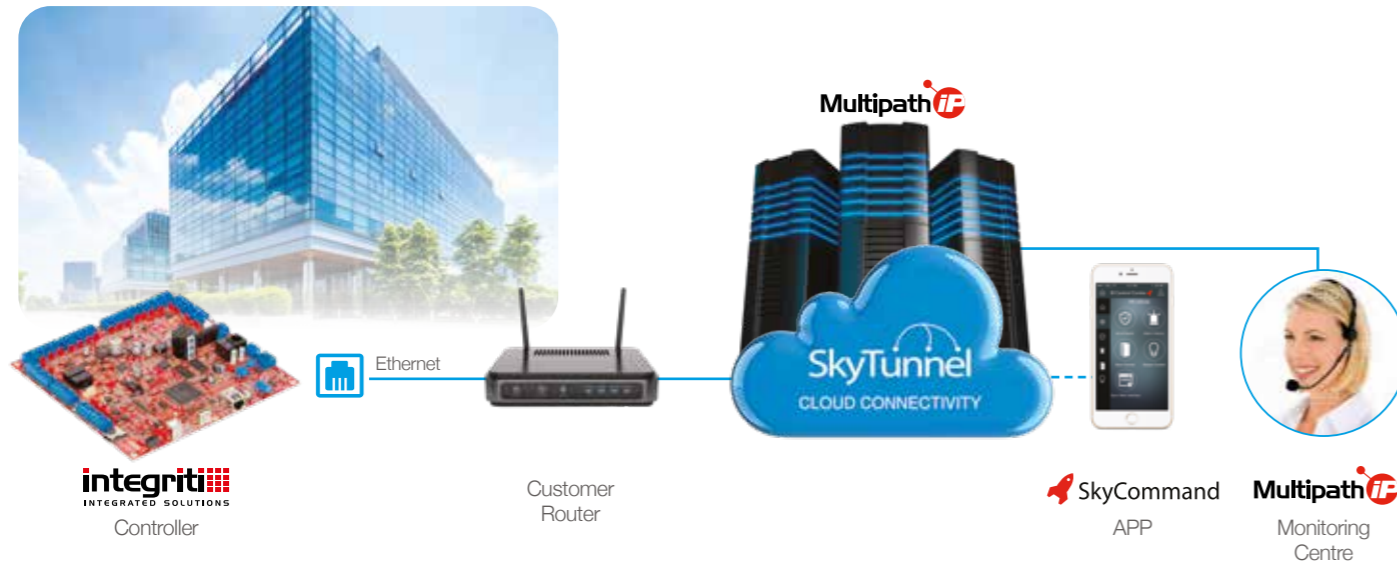 Multipath iP
Ethernet
SkyTunnel
CLOUD CONNECTIVITY
integriti
INTEGRATED SOLUTIONS
Controller
Customer
Router
SkyCommand
APP
Multipath iP
Monitoring
Centre